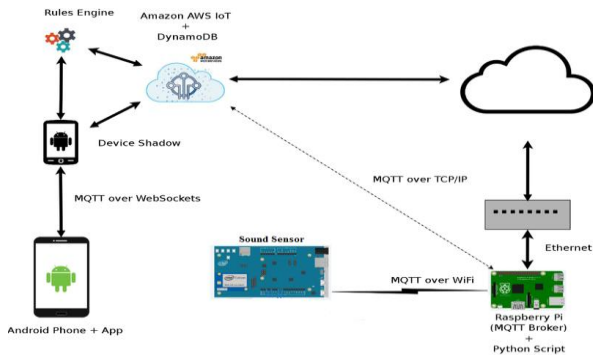 Rules Engine
Amazon AWS IoT
+
DynamoDB
amazon
Device Shadow
MQTT over TCP/IP
MQTT over WebSockets
Sound Sensor
Ethernet
MQTT over WiFi
Android Phone + App
Raspberry Pi
(MQTT Broker)
+
Python Script